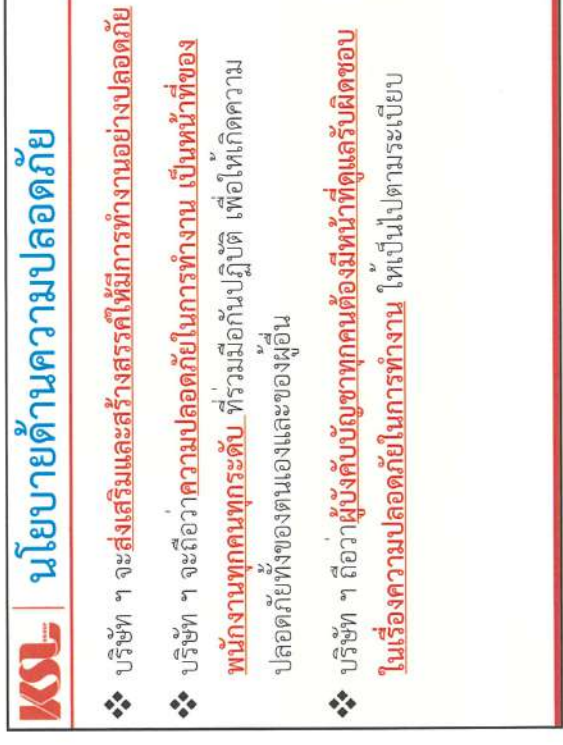 KSL GROUP นโยบายด้านความปลอดภัย
❖ บริษัท ฯ จะส่งเสริมและสร้างสรรค์ให้มีการทำงานอย่างปลอดภัย
❖ บริษัท ฯ จะถือว่าความปลอดภัยในการทำงาน เป็นหน้าที่ของ
พนักงานทุกคนทุกระดับ ที่ร่วมมือกันปฏิบัติ เพื่อให้เกิดความ
ปลอดภัยทั้งของตนเองและของผู้อื่น
❖ บริษัท ฯ ถือว่าผู้บังคับบัญชาทุกคนต้องมีหน้าที่ดูแลรับผิดชอบ
ในเรื่องความปลอดภัยในการทำงาน ให้เป็นไปตามระเบียบ